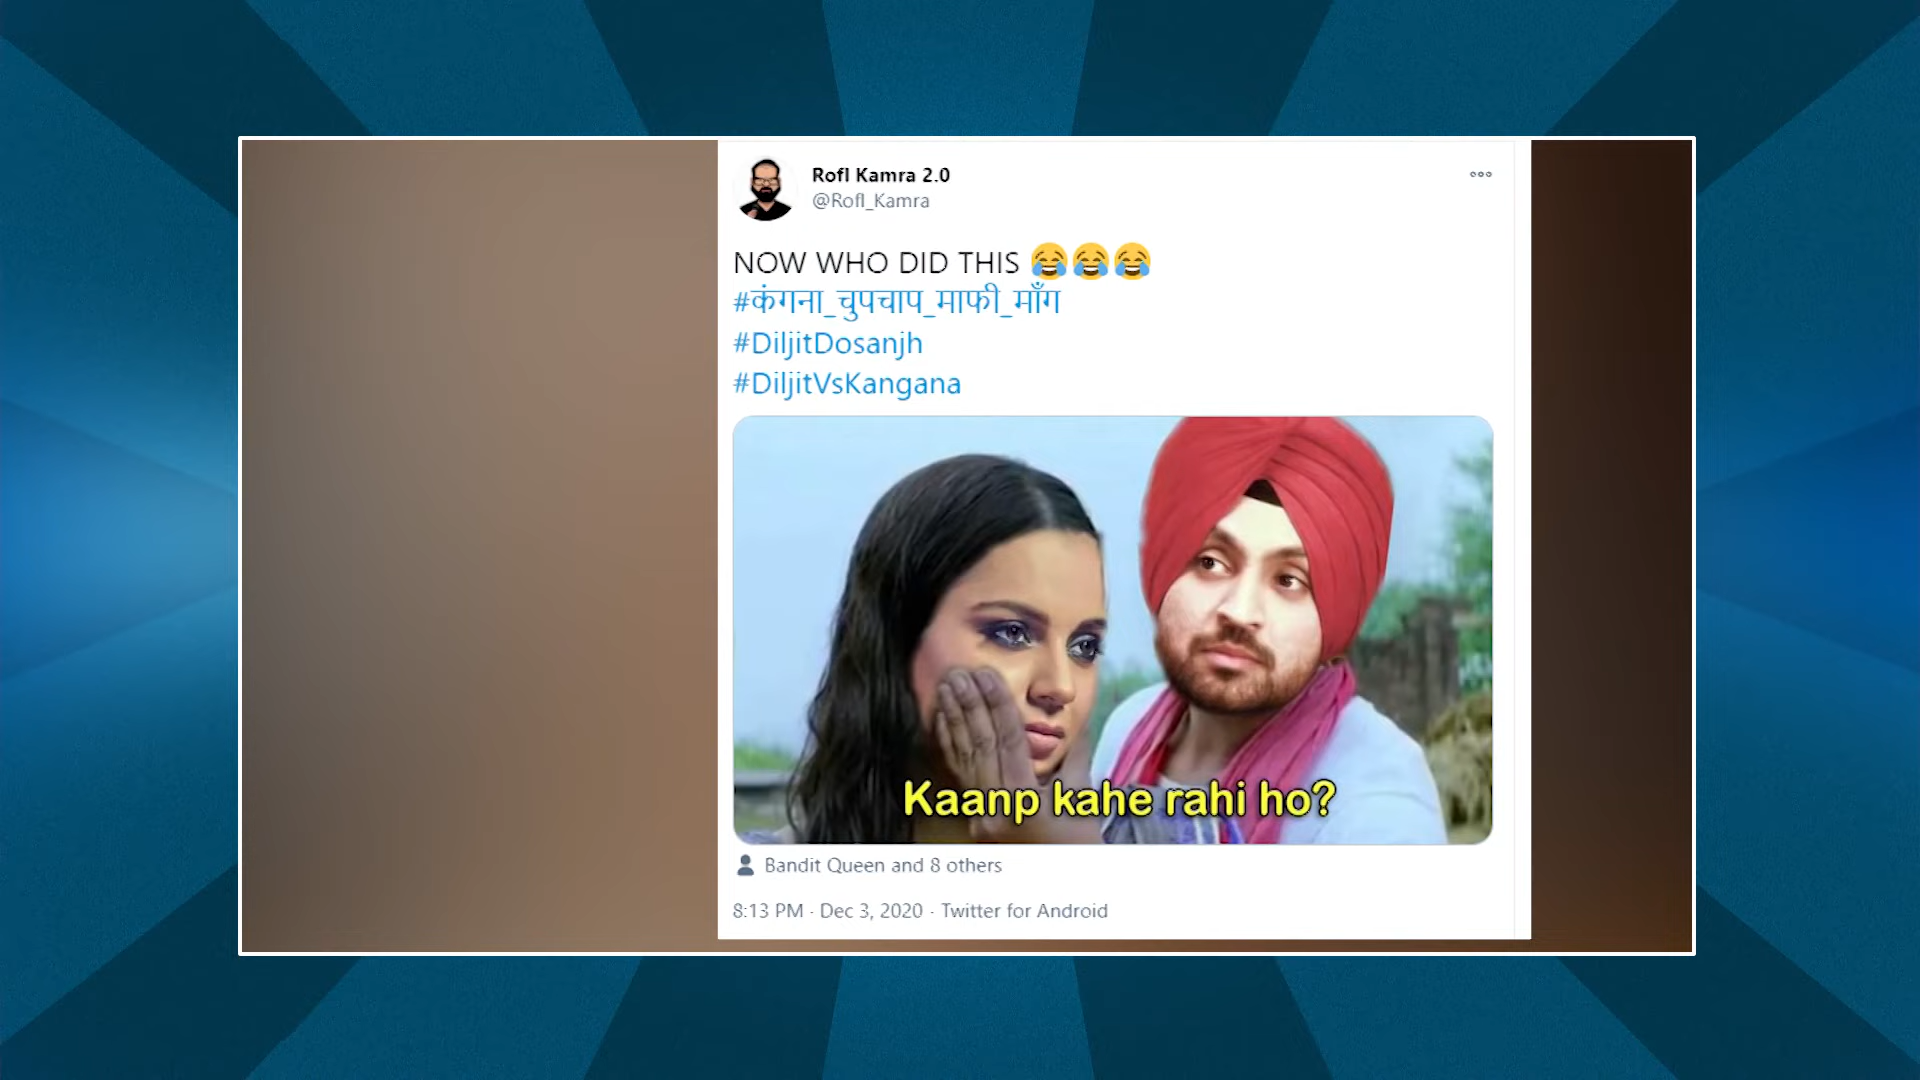 Rofl Kamra 2.0
@Rofl_Kamra
NOW WHO DID THIS 😂😂😂
#कंगना_चुपचाप_माफी_माँग
#DiljitDosanjh
#DiljitVsKangana
Kaanp kahe rahi ho?
Bandit Queen and 8 others
8:13 PM · Dec 3, 2020 · Twitter for Android